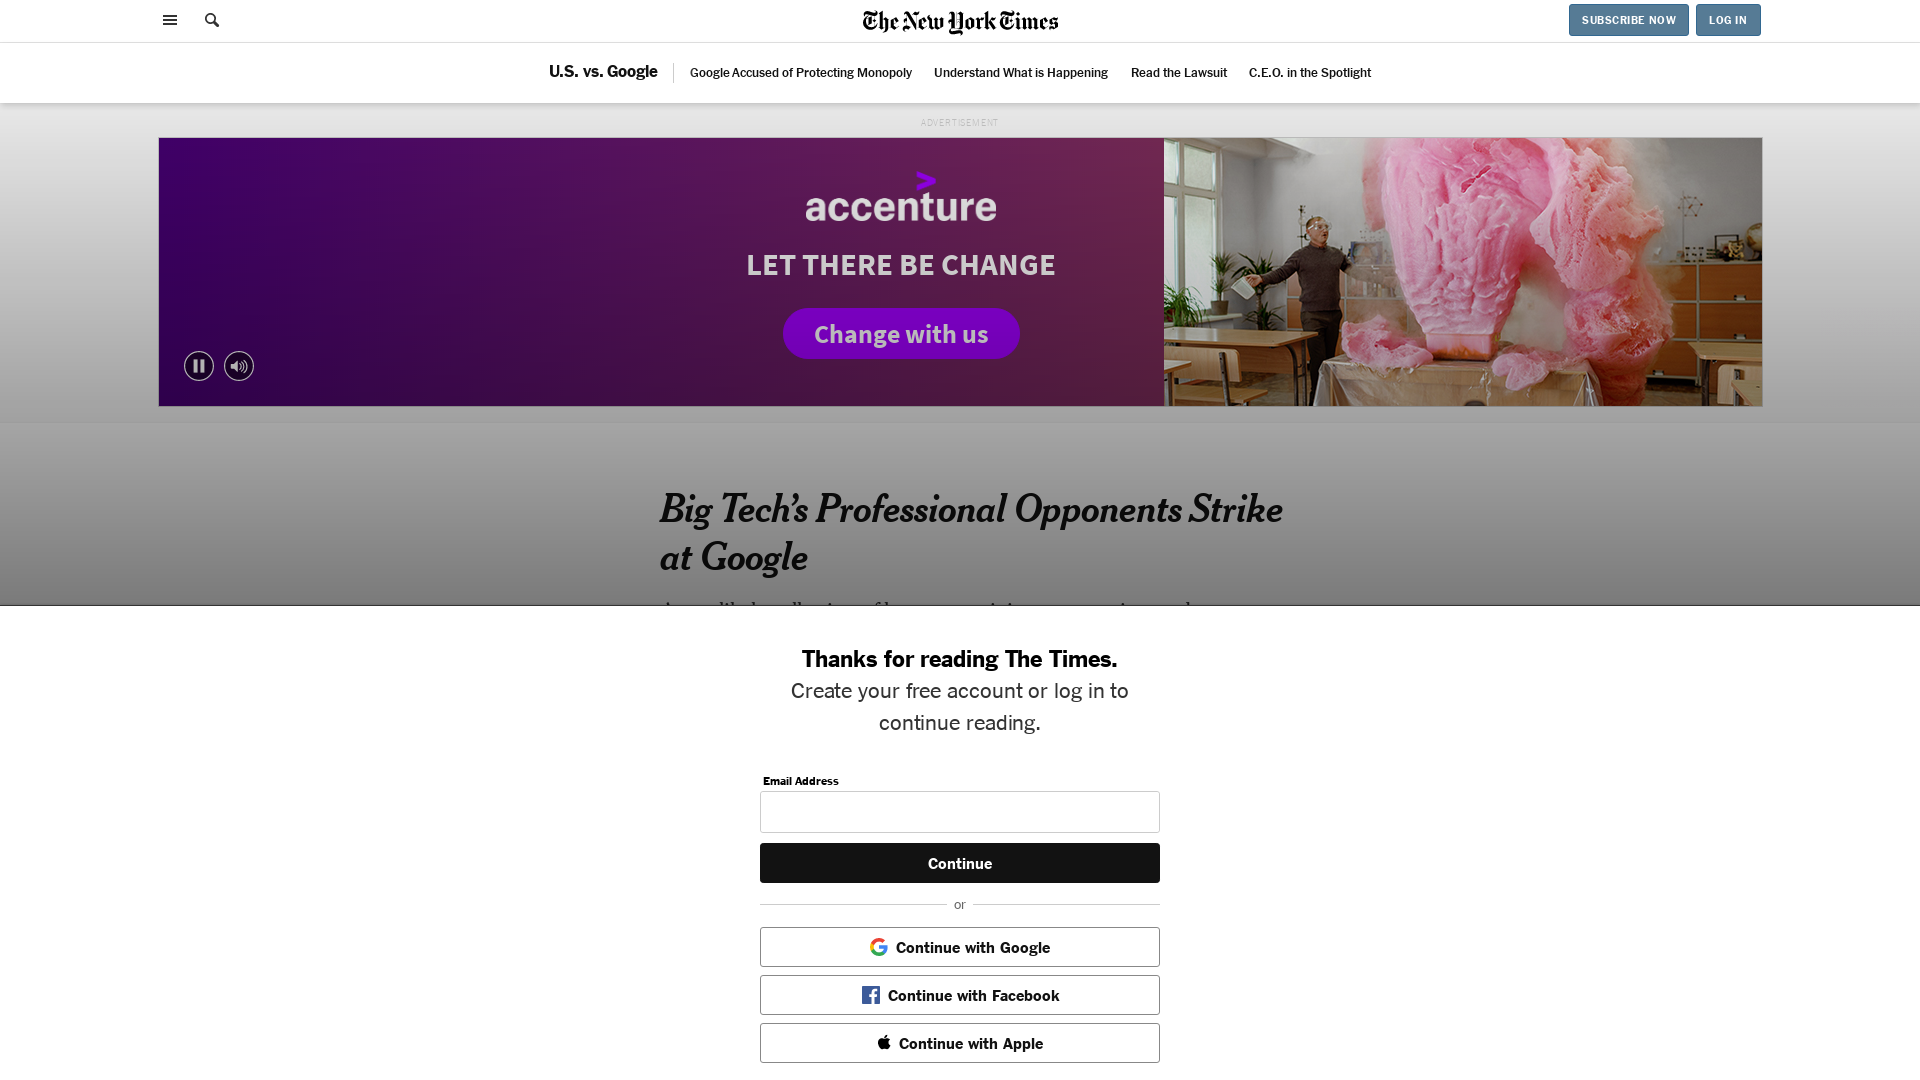 The New York Times
SUBSCRIBE NOW
LOG IN
U.S. vs. Google
Google Accused of Protecting Monopoly
Understand What is Happening
Read the Lawsuit
C.E.O. in the Spotlight
ADVERTISEMENT
accenture
LET THERE BE CHANGE
Change with us
Big Tech’s Professional Opponents Strike
at Google
Thanks for reading The Times.
Create your free account or log in to
continue reading.
Email Address
Continue
or
Continue with Google
Continue with Facebook
Continue with Apple